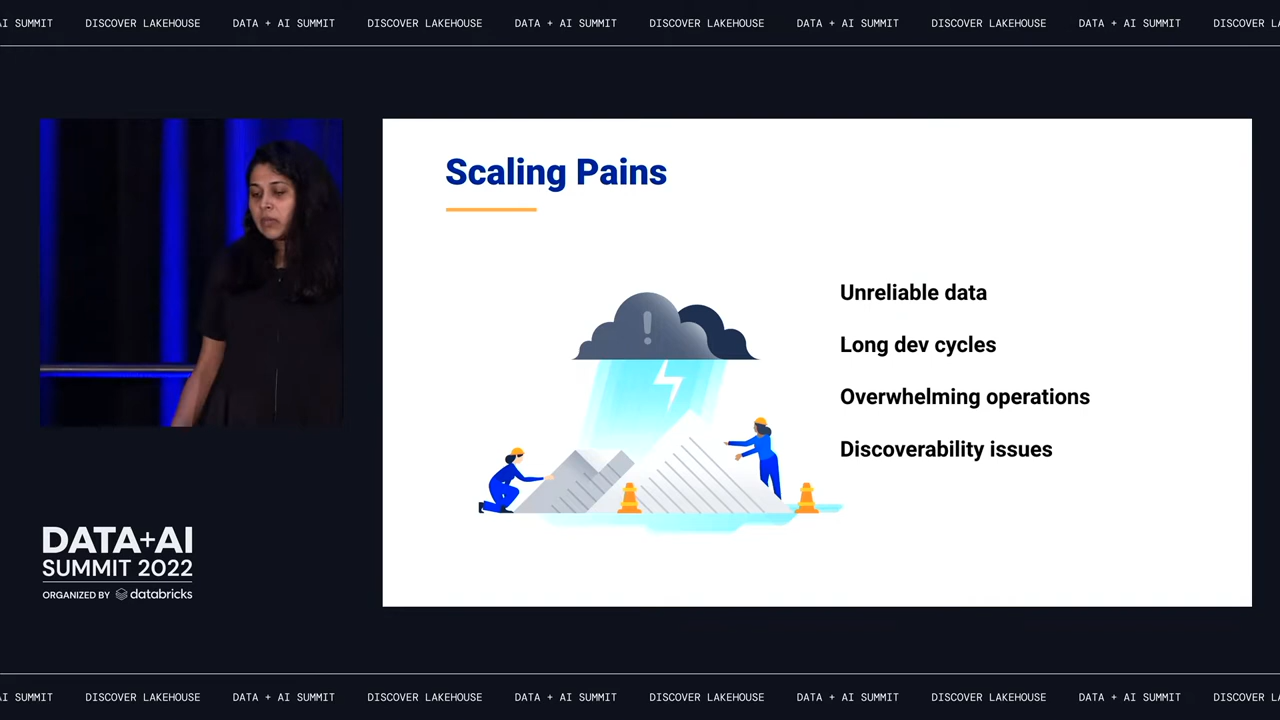 AI SUMMIT DISCOVER LAKEHOUSE DATA + AI SUMMIT DISCOVER LAKEHOUSE DATA + AI SUMMIT DISCOVER LAKEHOUSE DATA + AI SUMMIT DISCOVER LAKEHOUSE DATA + AI SUMMIT DISCOVER
Scaling Pains
!
Unreliable data
Long dev cycles
Overwhelming operations
Discoverability issues
DATA+AI
SUMMIT 2022
ORGANIZED BY databricks
AI SUMMIT DISCOVER LAKEHOUSE DATA + AI SUMMIT DISCOVER LAKEHOUSE DATA + AI SUMMIT DISCOVER LAKEHOUSE DATA + AI SUMMIT DISCOVER LAKEHOUSE DATA + AI SUMMIT DISCOVER